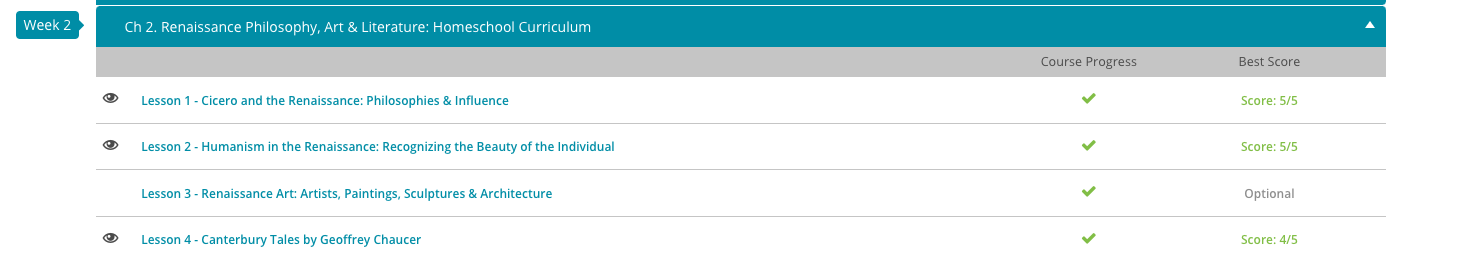 Week 2
Ch 2. Renaissance Philosophy, Art & Literature: Homeschool Curriculum
Course Progress Best Score
Lesson 1 - Cicero and the Renaissance: Philosophies & Influence Score: 5/5
Lesson 2 - Humanism in the Renaissance: Recognizing the Beauty of the Individual Score: 5/5
Lesson 3 - Renaissance Art: Artists, Paintings, Sculptures & Architecture Optional
Lesson 4 - Canterbury Tales by Geoffrey Chaucer Score: 4/5